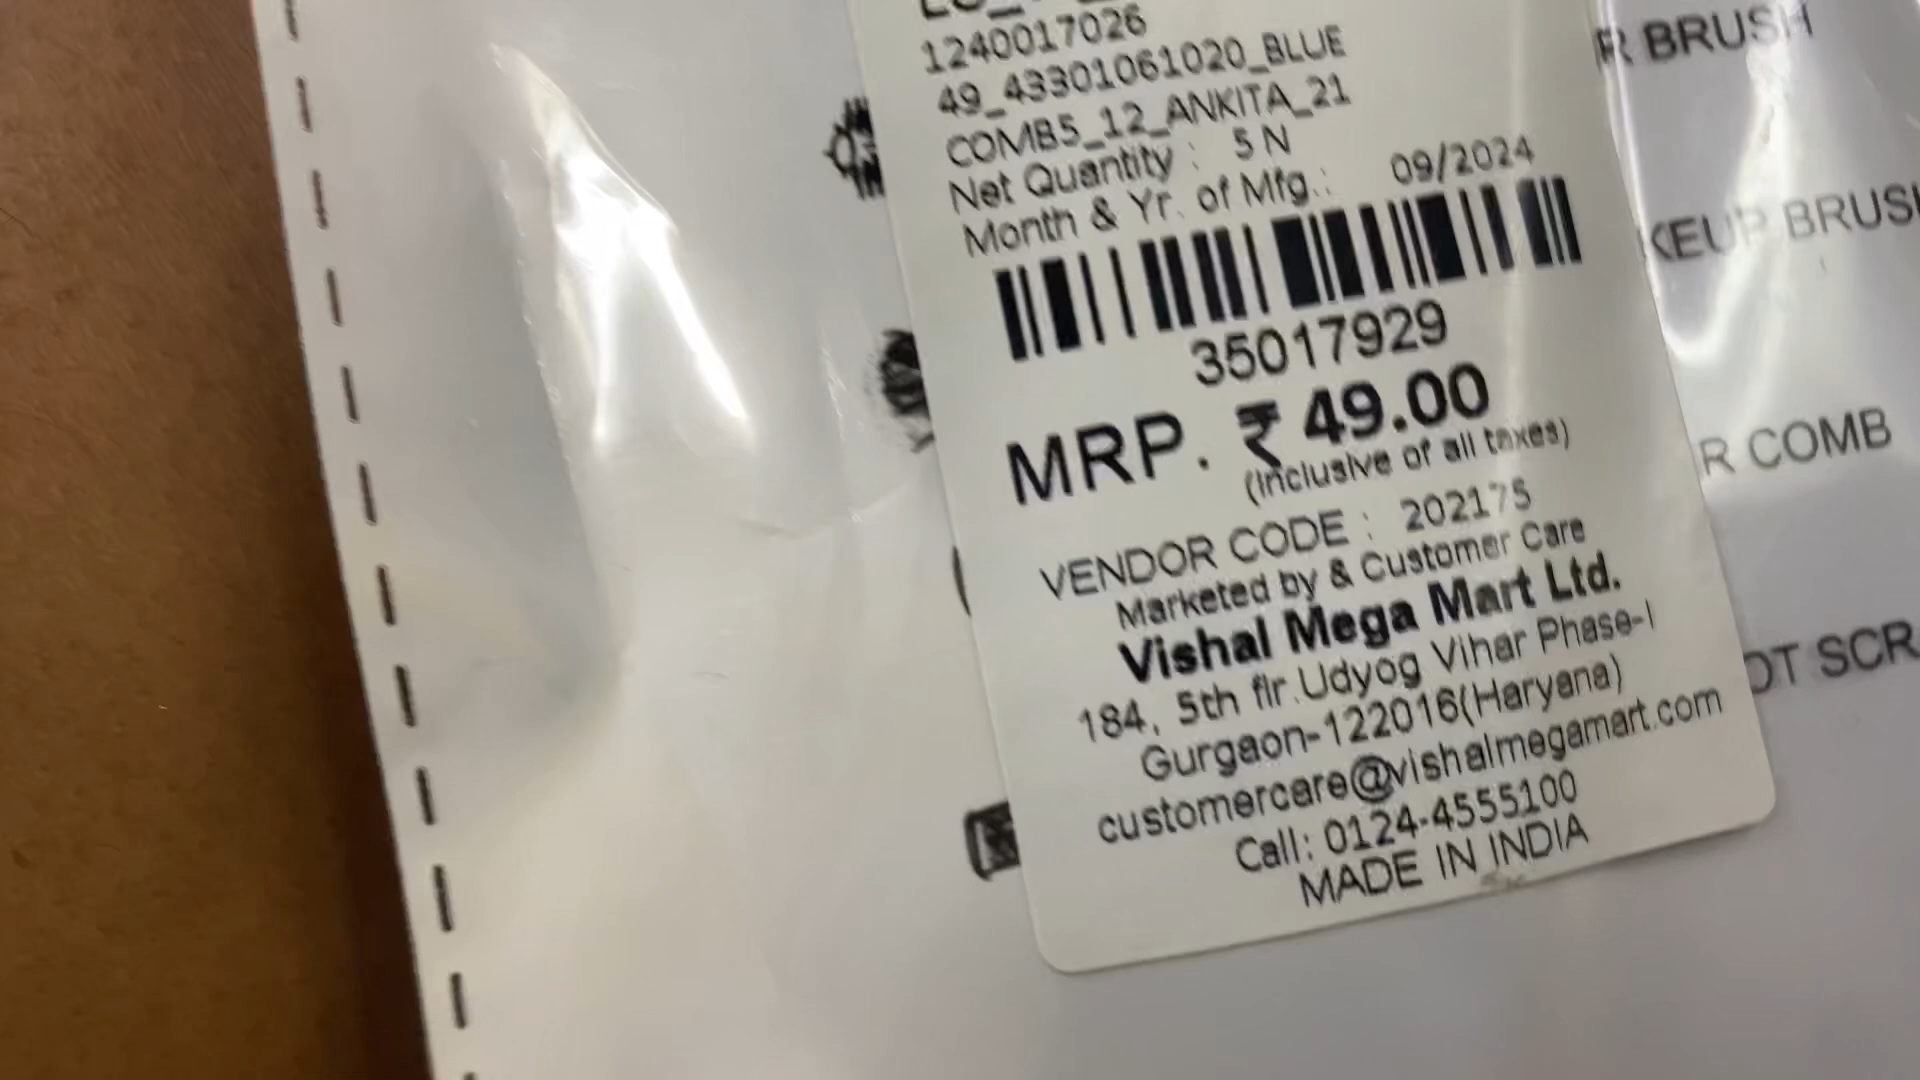 1240017026
49_43301061020_BLUE
COMB5_12_ANKITA_21
Net Quantity : 5 N
Month & Yr. of Mfg.: 09/2024
35017929
MRP. ₹ 49.00
(Inclusive of all taxes)
VENDOR CODE : 202175
Marketed by & Customer Care
Vishal Mega Mart Ltd.
184, 5th flr.Udyog Vihar Phase-I
Gurgaon-122016(Haryana)
customercare@vishalmegamart.com
Call: 0124-4555100
MADE IN INDIA
R BRUSH
KEUP BRUSH
R COMB
OT SCR